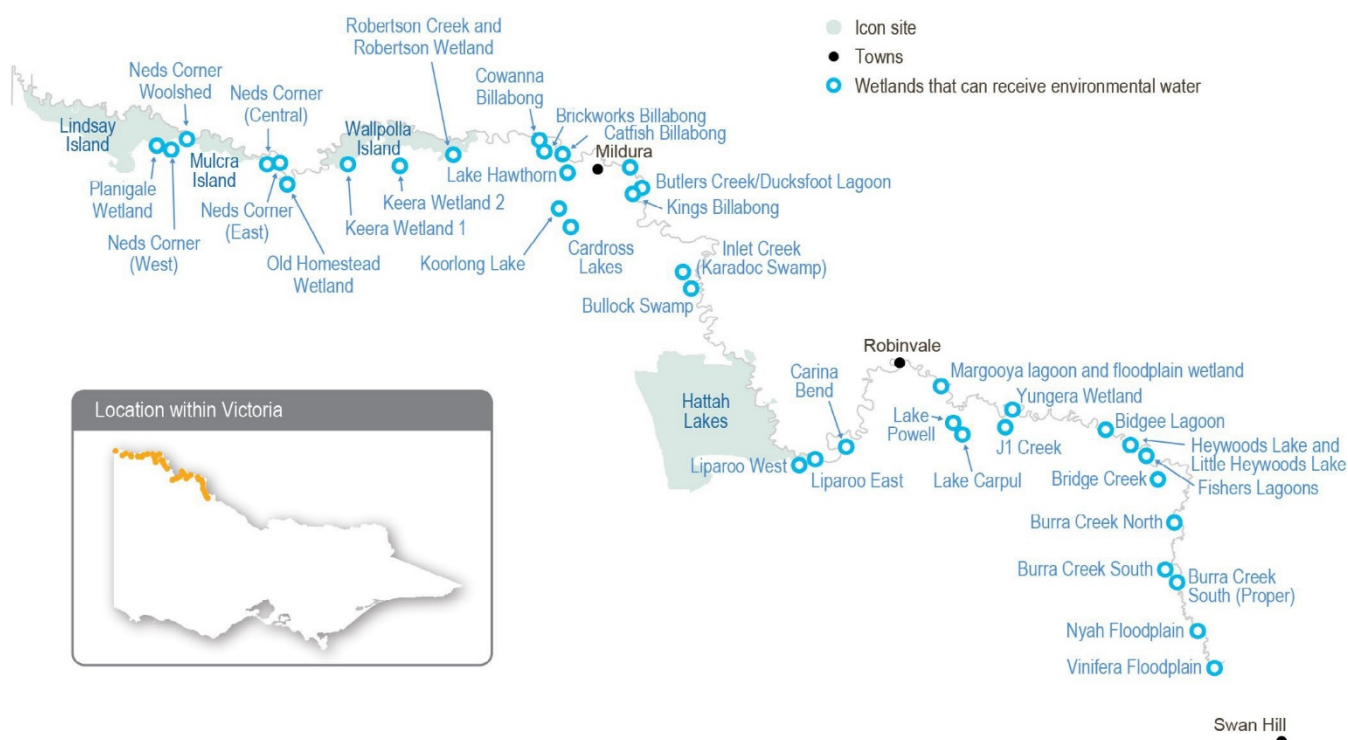 Icon site
Towns
Wetlands that can receive environmental water
Robertson Creek and
Robertson Wetland
Cowanna
Billabong
Brickworks Billabong
Catfish Billabong
Mildura
Neds Corner
Woolshed
Neds Corner
(Central)
Lindsay
Island
Mulcra
Island
Wallpolla
Island
Lake Hawthorn
Butlers Creek/Ducksfoot Lagoon
Kings Billabong
Planigale
Wetland
Neds Corner
(West)
Neds Corner
(East)
Old Homestead
Wetland
Keera Wetland 1
Keera Wetland 2
Koorlong Lake
Cardross
Lakes
Inlet Creek
(Karadoc Swamp)
Bullock Swamp
Robinvale
Carina
Bend
Margooya lagoon and floodplain wetland
Yungera Wetland
Bidgee Lagoon
Hattah
Lakes
Lake
Powell
J1 Creek
Heywoods Lake and
Little Heywoods Lake
Liparoo West
Liparoo East
Lake Carpul
Bridge Creek
Fishers Lagoons
Burra Creek North
Burra Creek South
Burra Creek
South (Proper)
Nyah Floodplain
Vinifera Floodplain
Swan Hill
Location within Victoria